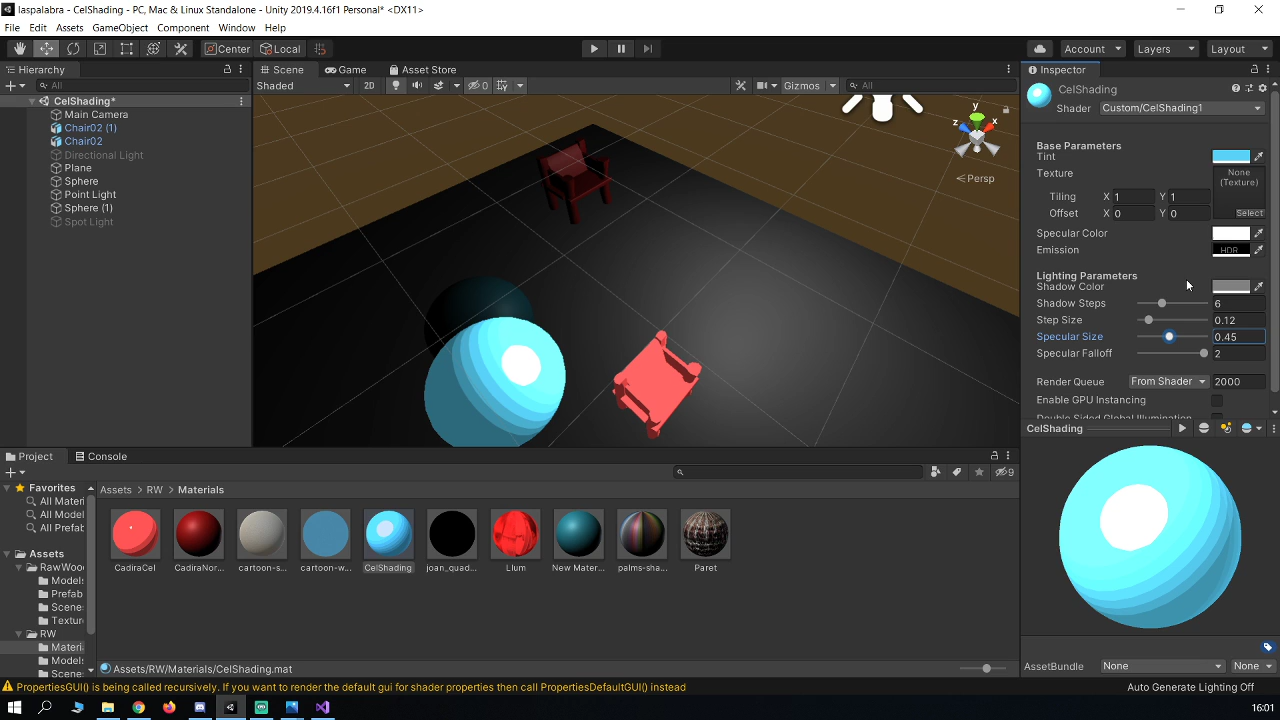 laspalabra - CelShading - PC, Mac & Linux Standalone - Unity 2019.4.16f1 Personal* <DX11>
File Edit Assets GameObject Component Window Help
Center Local Account Layers Layout
Hierarchy
All
CelShading*
Main Camera
Chair02 (1)
Chair02
Directional Light
Plane
Sphere
Point Light
Sphere (1)
Spot Light
Scene Game Asset Store
Shaded 2D 0 Gizmos All
y
z x
Persp
Inspector
CelShading
Shader Custom/CelShading1
Base Parameters
Tint
Texture None (Texture)
Tiling X 1 Y 1
Offset X 0 Y 0 Select
Specular Color
Emission HDR
Lighting Parameters
Shadow Color
Shadow Steps 6
Step Size 0.12
Specular Size 0.45
Specular Falloff 2
Render Queue From Shader 2000
Enable GPU Instancing
Double Sided Global Illumination
CelShading
AssetBundle None None
Project Console
9
Favorites
All Materi
All Model
All Prefab
Assets
RawWoo
Models
Prefab
Scene
Textur
RW
Materi
Models
Scene
Assets > RW > Materials
CadiraCel CadiraNor... cartoon-s... cartoon-w... CelShading joan_quad... Llum New Mater... palms-sha... Paret
Assets/RW/Materials/CelShading.mat
PropertiesGUI() is being called recursively. If you want to render the default gui for shader properties then call PropertiesDefaultGUI() instead
Auto Generate Lighting Off
16:01